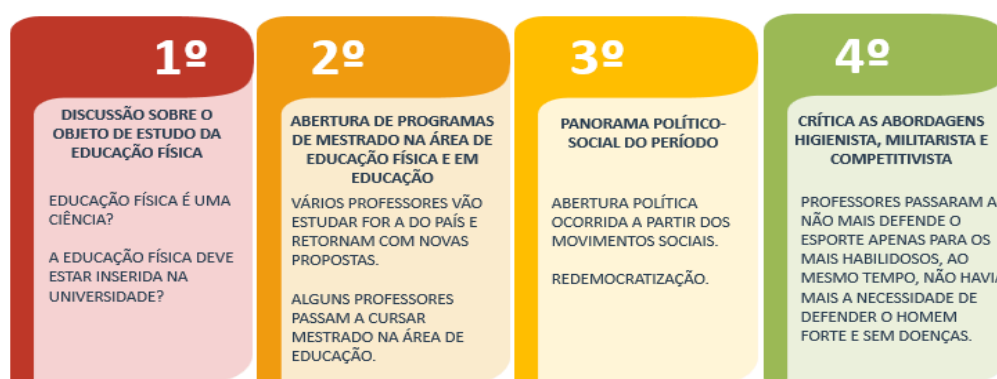 1º
DISCUSSÃO SOBRE O
OBJETO DE ESTUDO DA
EDUCAÇÃO FÍSICA
EDUCAÇÃO FÍSICA É UMA
CIÊNCIA?
A EDUCAÇÃO FÍSICA DEVE
ESTAR INSERIDA NA
UNIVERSIDADE?
2º
ABERTURA DE PROGRAMAS
DE MESTRADO NA ÁREA DE
EDUCAÇÃO FÍSICA E EM
EDUCAÇÃO
VÁRIOS PROFESSORES VÃO
ESTUDAR FOR A DO PAÍS E
RETORNAM COM NOVAS
PROPOSTAS.
ALGUNS PROFESSORES
PASSAM A CURSAR
MESTRADO NA ÁREA DE
EDUCAÇÃO.
3º
PANORAMA POLÍTICO-
SOCIAL DO PERÍODO
ABERTURA POLÍTICA
OCORRIDA A PARTIR DOS
MOVIMENTOS SOCIAIS.
REDEMOCRATIZAÇÃO.
4º
CRÍTICA AS ABORDAGENS
HIGIENISTA, MILITARISTA E
COMPETITIVISTA
PROFESSORES PASSARAM A
NÃO MAIS DEFENDE O
ESPORTE APENAS PARA OS
MAIS HABILIDOSOS, AO
MESMO TEMPO, NÃO HAVIA
MAIS A NECESSIDADE DE
DEFENDER O HOMEM
FORTE E SEM DOENÇAS.